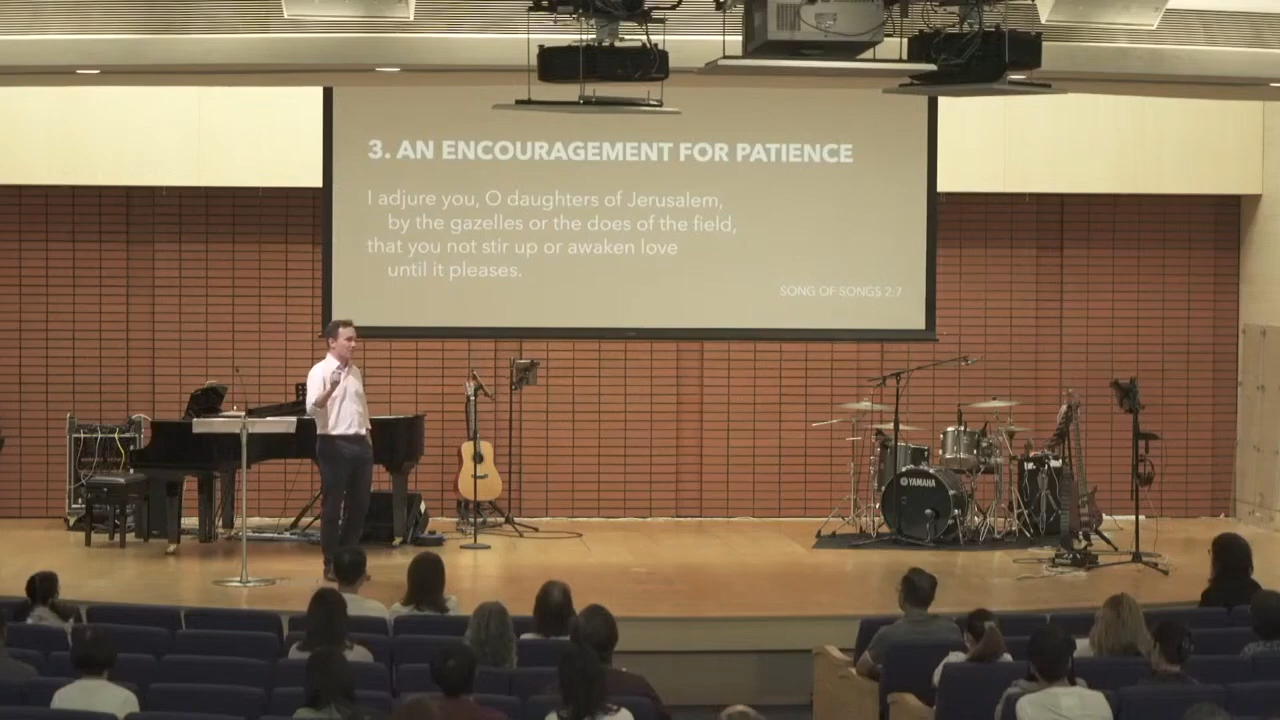 3. AN ENCOURAGEMENT FOR PATIENCE
I adjure you, O daughters of Jerusalem,
by the gazelles or the does of the field,
that you not stir up or awaken love
until it pleases.
SONG OF SONGS 2:7
YAMAHA